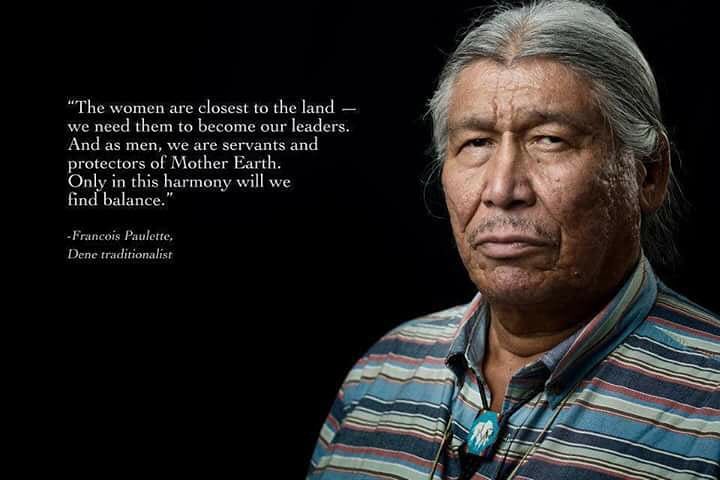 “The women are closest to the land —
we need them to become our leaders.
And as men, we are servants and
protectors of Mother Earth.
Only in this harmony will we
find balance.”
-Francois Paulette,
Dene traditionalist